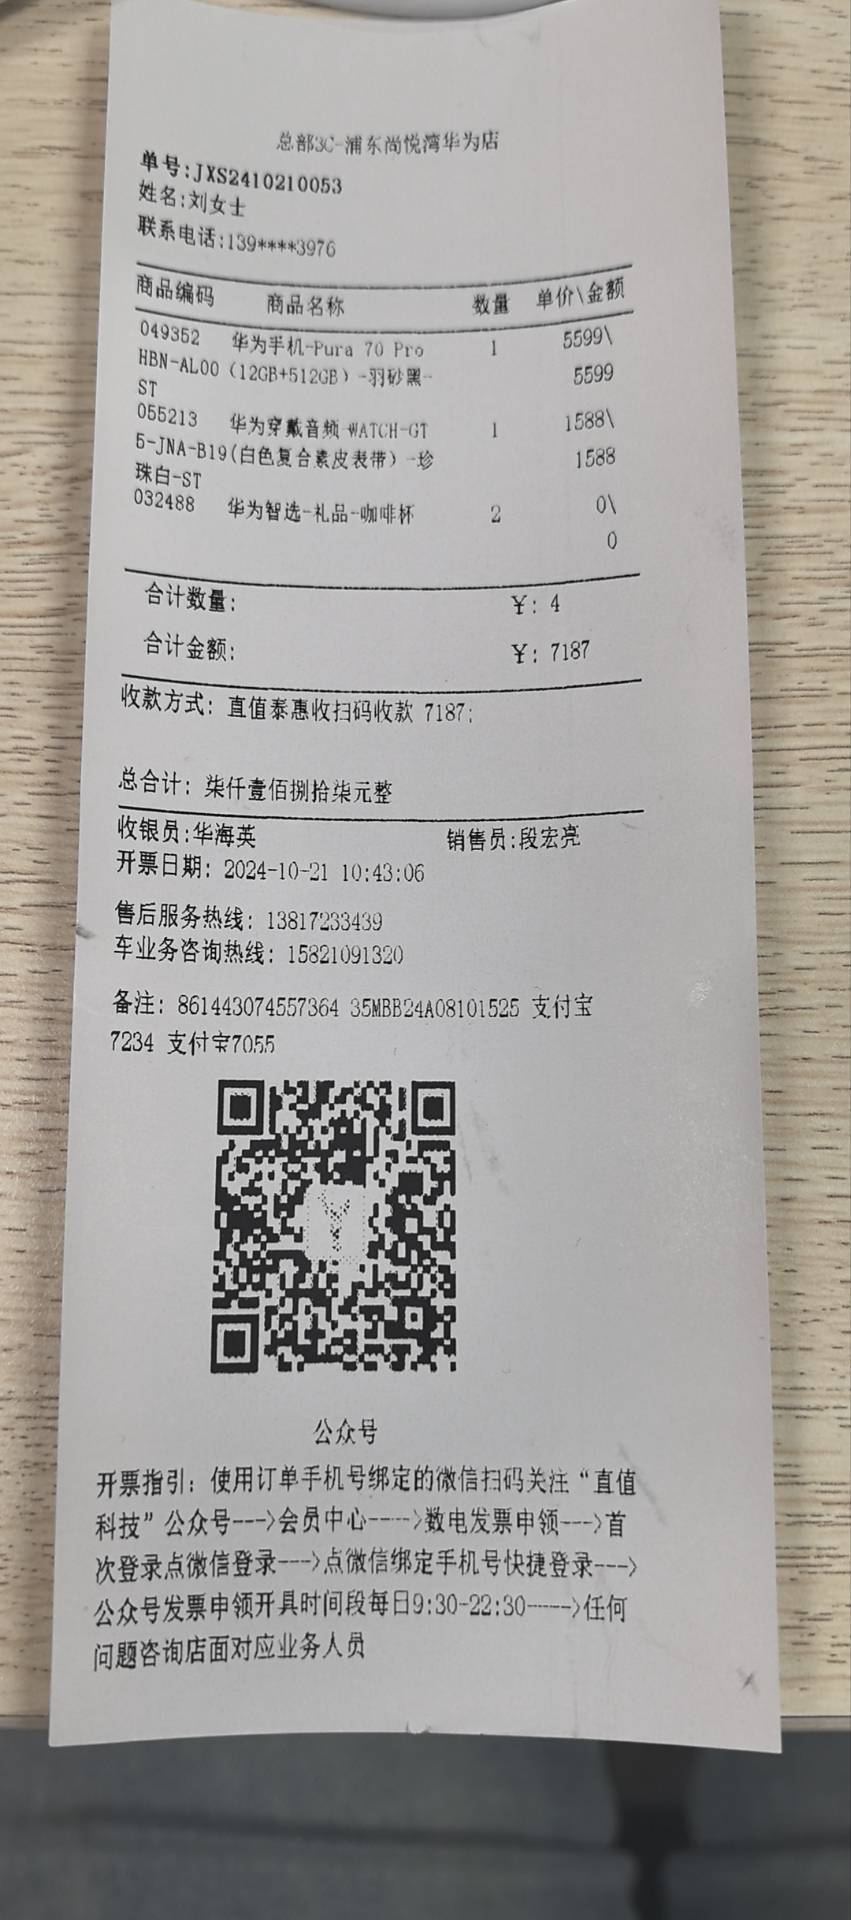 总部3C-浦东尚悦湾华为店
单号:JXS2410210053
姓名:刘女士
联系电话:139****3976
商品编码 商品名称 数量 单价\金额
049352 华为手机-Pura 70 Pro 1 5599\
HBN-AL00（12GB+512GB）-羽砂黑- 5599
ST
055213 华为穿戴音频-WATCH-GT 1 1588\
5-JNA-B19(白色复合素皮表带）-珍 1588
珠白-ST
032488 华为智选-礼品-咖啡杯 2 0\
0
合计数量: ￥: 4
合计金额: ￥: 7187
收款方式: 直值泰惠收扫码收款 7187;
总合计: 柒仟壹佰捌拾柒元整
收银员:华海英 销售员:段宏亮
开票日期: 2024-10-21 10:43:06
售后服务热线: 13817233439
车业务咨询热线: 15821091320
备注: 861443074557364 35MBB24A08101525 支付宝
7234 支付宝7055
公众号
开票指引: 使用订单手机号绑定的微信扫码关注“直值
科技”公众号--->会员中心---->数电发票申领--->首
次登录点微信登录--->点微信绑定手机号快捷登录--->
公众号发票申领开具时间段每日9:30-22:30----->任何
问题咨询店面对应业务人员